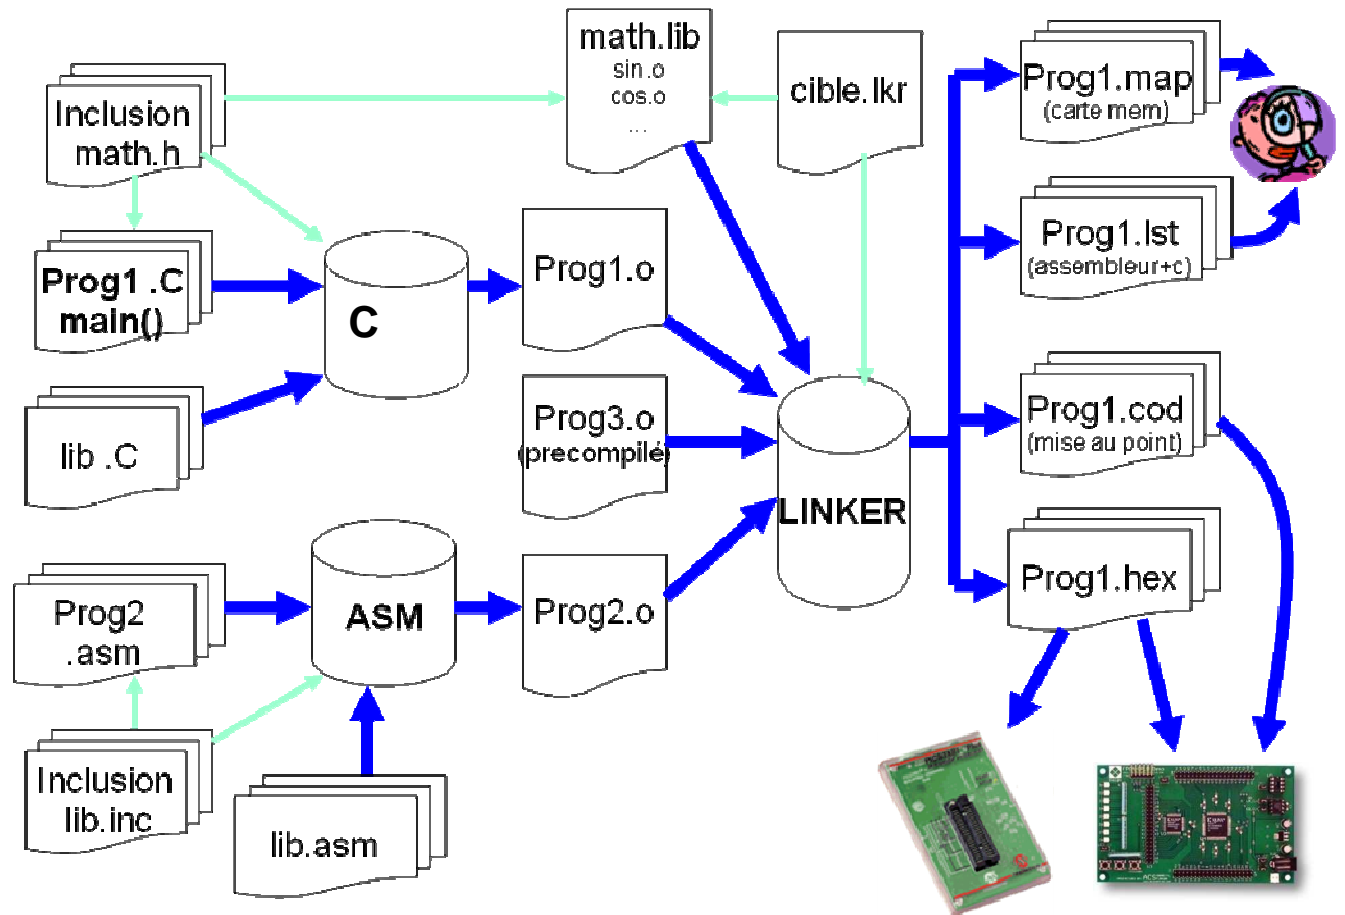 math.lib
sin.o
cos.o
...
cible.lkr
Prog1.map
(carte mem)
Inclusion
math.h
Prog1.lst
(assembleur+c)
Prog1 .C
main()
C
Prog1.o
lib .C
Prog3.o
(precompilé)
LINKER
Prog1.cod
(mise au point)
Prog1.hex
Prog2
.asm
ASM
Prog2.o
Inclusion
lib.inc
lib.asm